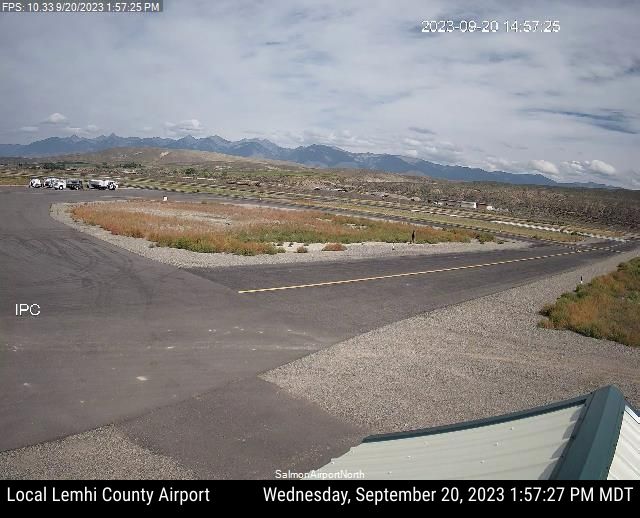 FPS: 10.33 9/20/2023 1:57:25 PM
2023-09-20 14:57:25
IPC
SalmonAirportNorth
Local Lemhi County Airport Wednesday, September 20, 2023 1:57:27 PM MDT